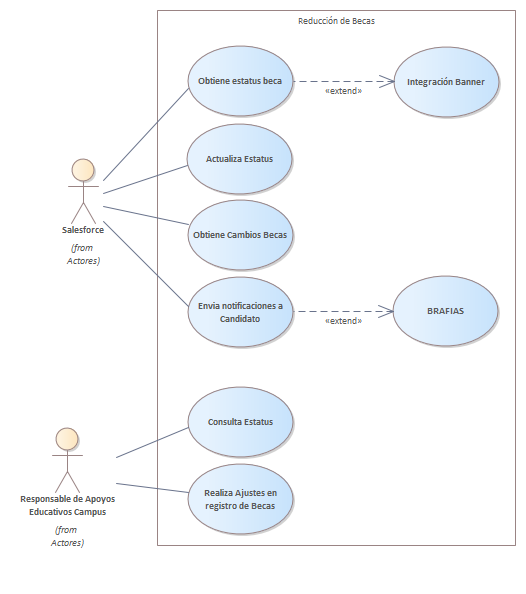 Reducción de Becas
Obtiene estatus beca
«extend»
Integración Banner
Actualiza Estatus
Salesforce
(from
Actores)
Obtiene Cambios Becas
Envia notificaciones a
Candidato
«extend»
BRAFIAS
Consulta Estatus
Responsable de Apoyos
Educativos Campus
(from
Actores)
Realiza Ajustes en
registro de Becas